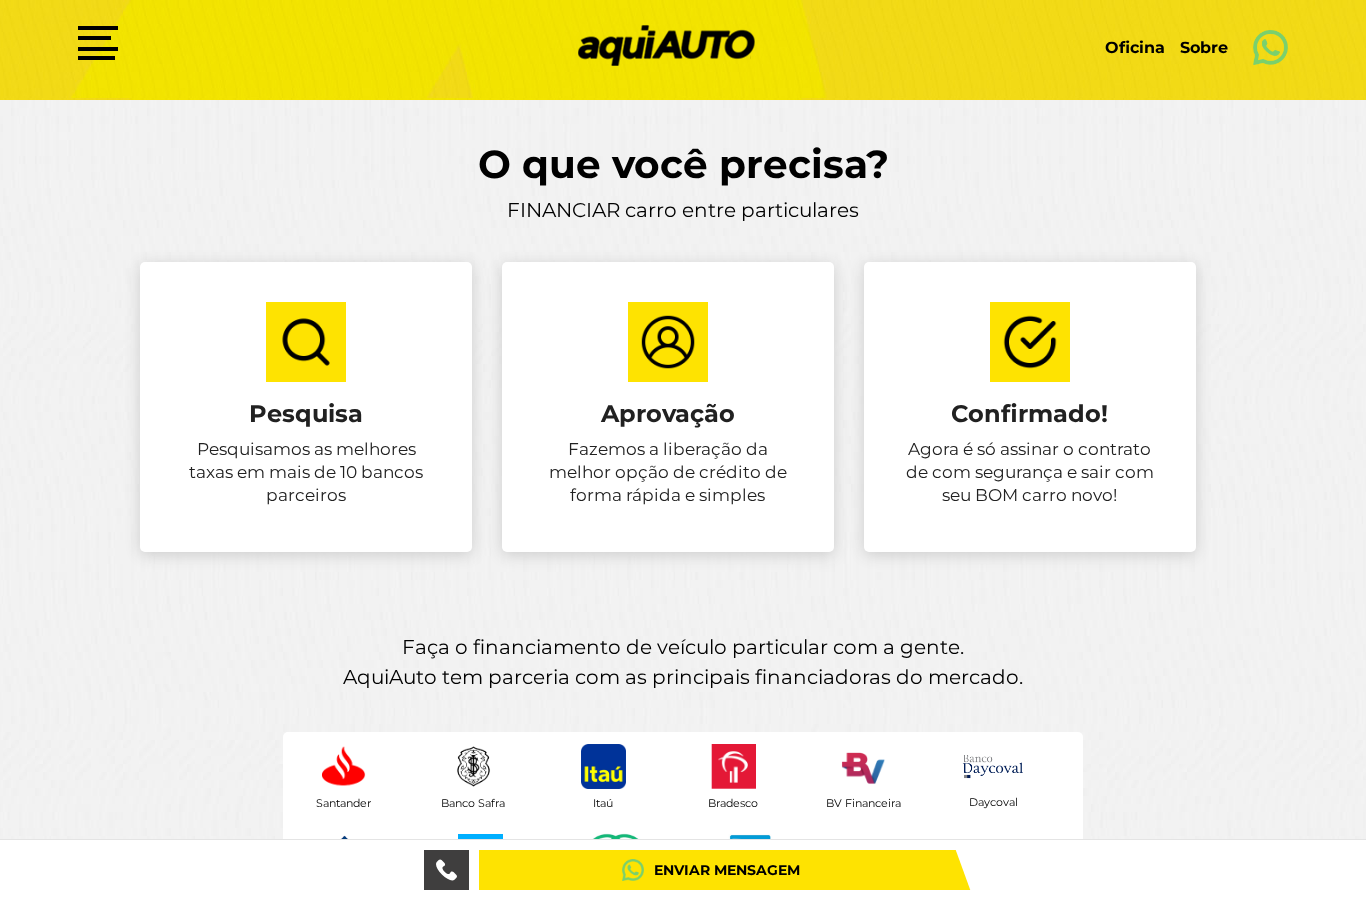 aquiAUTO
Oficina Sobre
O que você precisa?
FINANCIAR carro entre particulares
Pesquisa
Pesquisamos as melhores
taxas em mais de 10 bancos
parceiros
Aprovação
Fazemos a liberação da
melhor opção de crédito de
forma rápida e simples
Confirmado!
Agora é só assinar o contrato
de com segurança e sair com
seu BOM carro novo!
Faça o financiamento de veículo particular com a gente.
AquiAuto tem parceria com as principais financiadoras do mercado.
Itaú
BV
Banco
Daycoval
Santander
Banco Safra
Itaú
Bradesco
BV Financeira
Daycoval
ENVIAR MENSAGEM